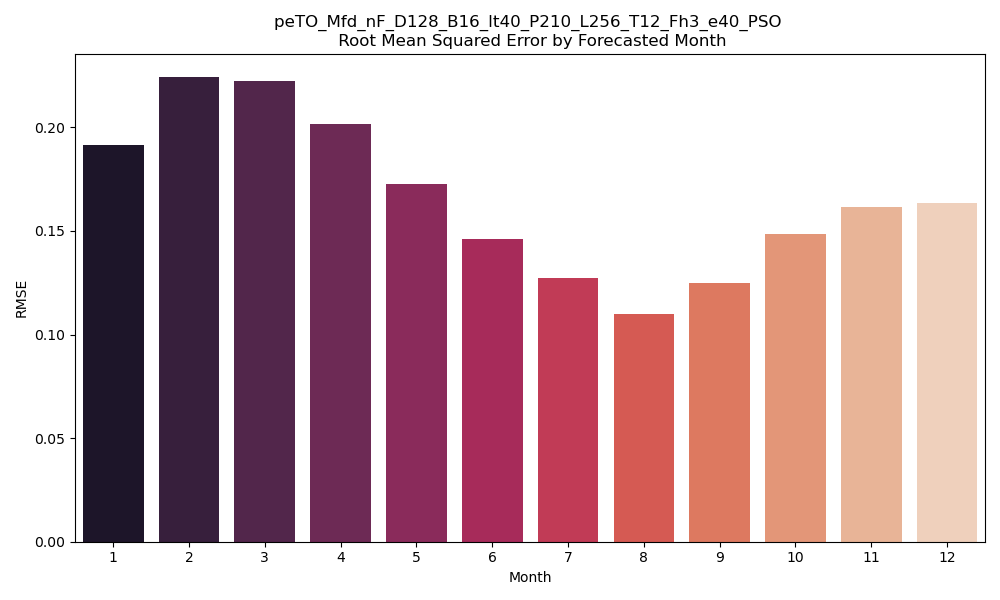 peTO_Mfd_nF_D128_B16_lt40_P210_L256_T12_Fh3_e40_PSO
Root Mean Squared Error by Forecasted Month
RMSE
0.20
0.15
0.10
0.05
0.00
1 2 3 4 5 6 7 8 9 10 11 12
Month